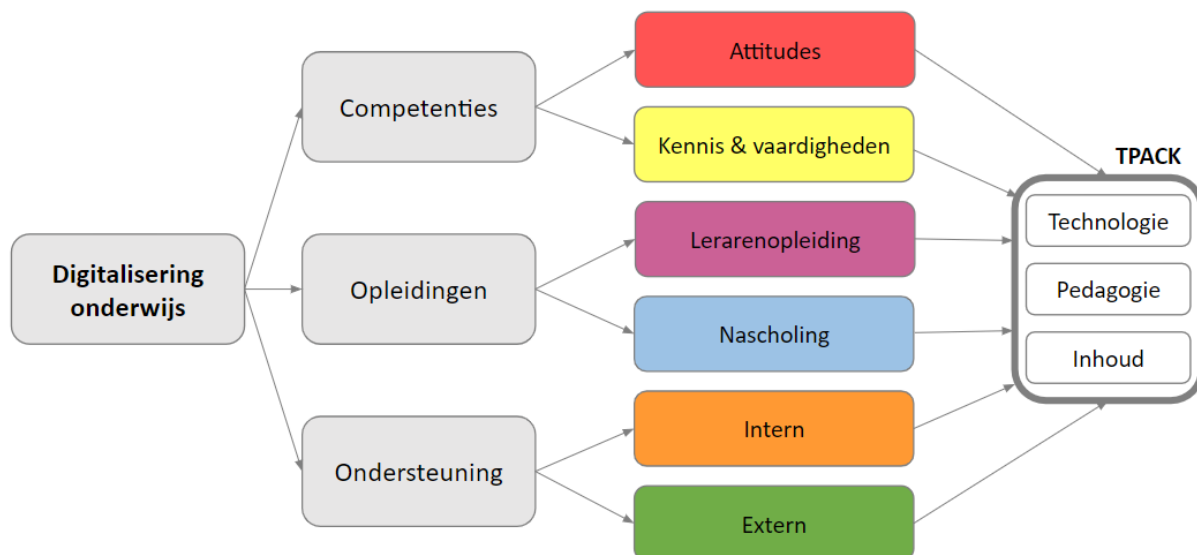 Digitalisering
onderwijs
Competenties
Opleidingen
Ondersteuning
Attitudes
Kennis & vaardigheden
Lerarenopleiding
Nascholing
Intern
Extern
TPACK
Technologie
Pedagogie
Inhoud